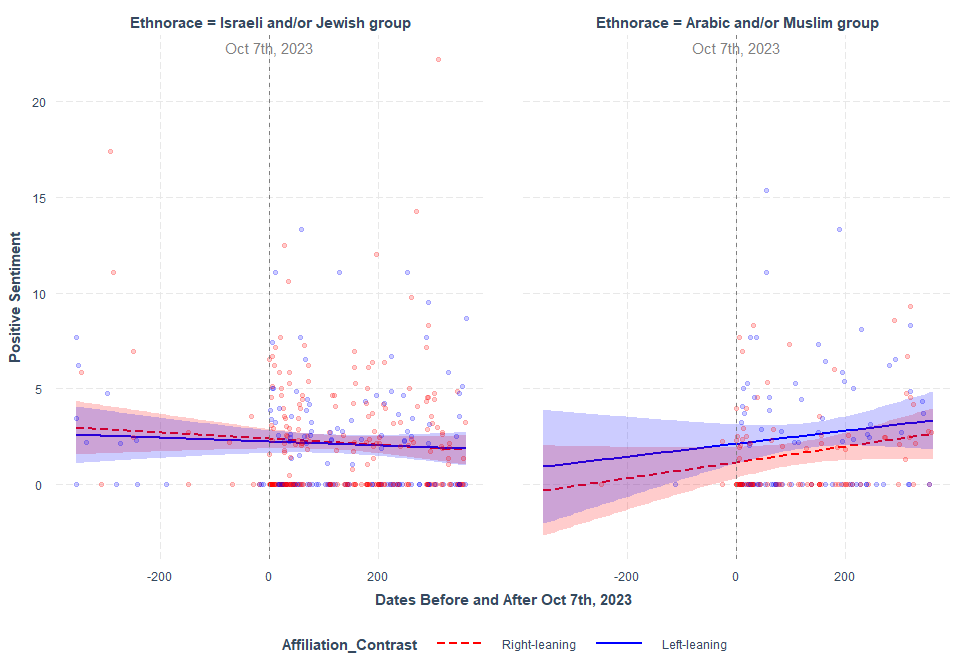 Ethnorace = Israeli and/or Jewish group
Ethnorace = Arabic and/or Muslim group
Oct 7th, 2023
Oct 7th, 2023
20
15
10
5
0
Positive Sentiment
-200
0
200
-200
0
200
Dates Before and After Oct 7th, 2023
Affiliation_Contrast
Right-leaning
Left-leaning